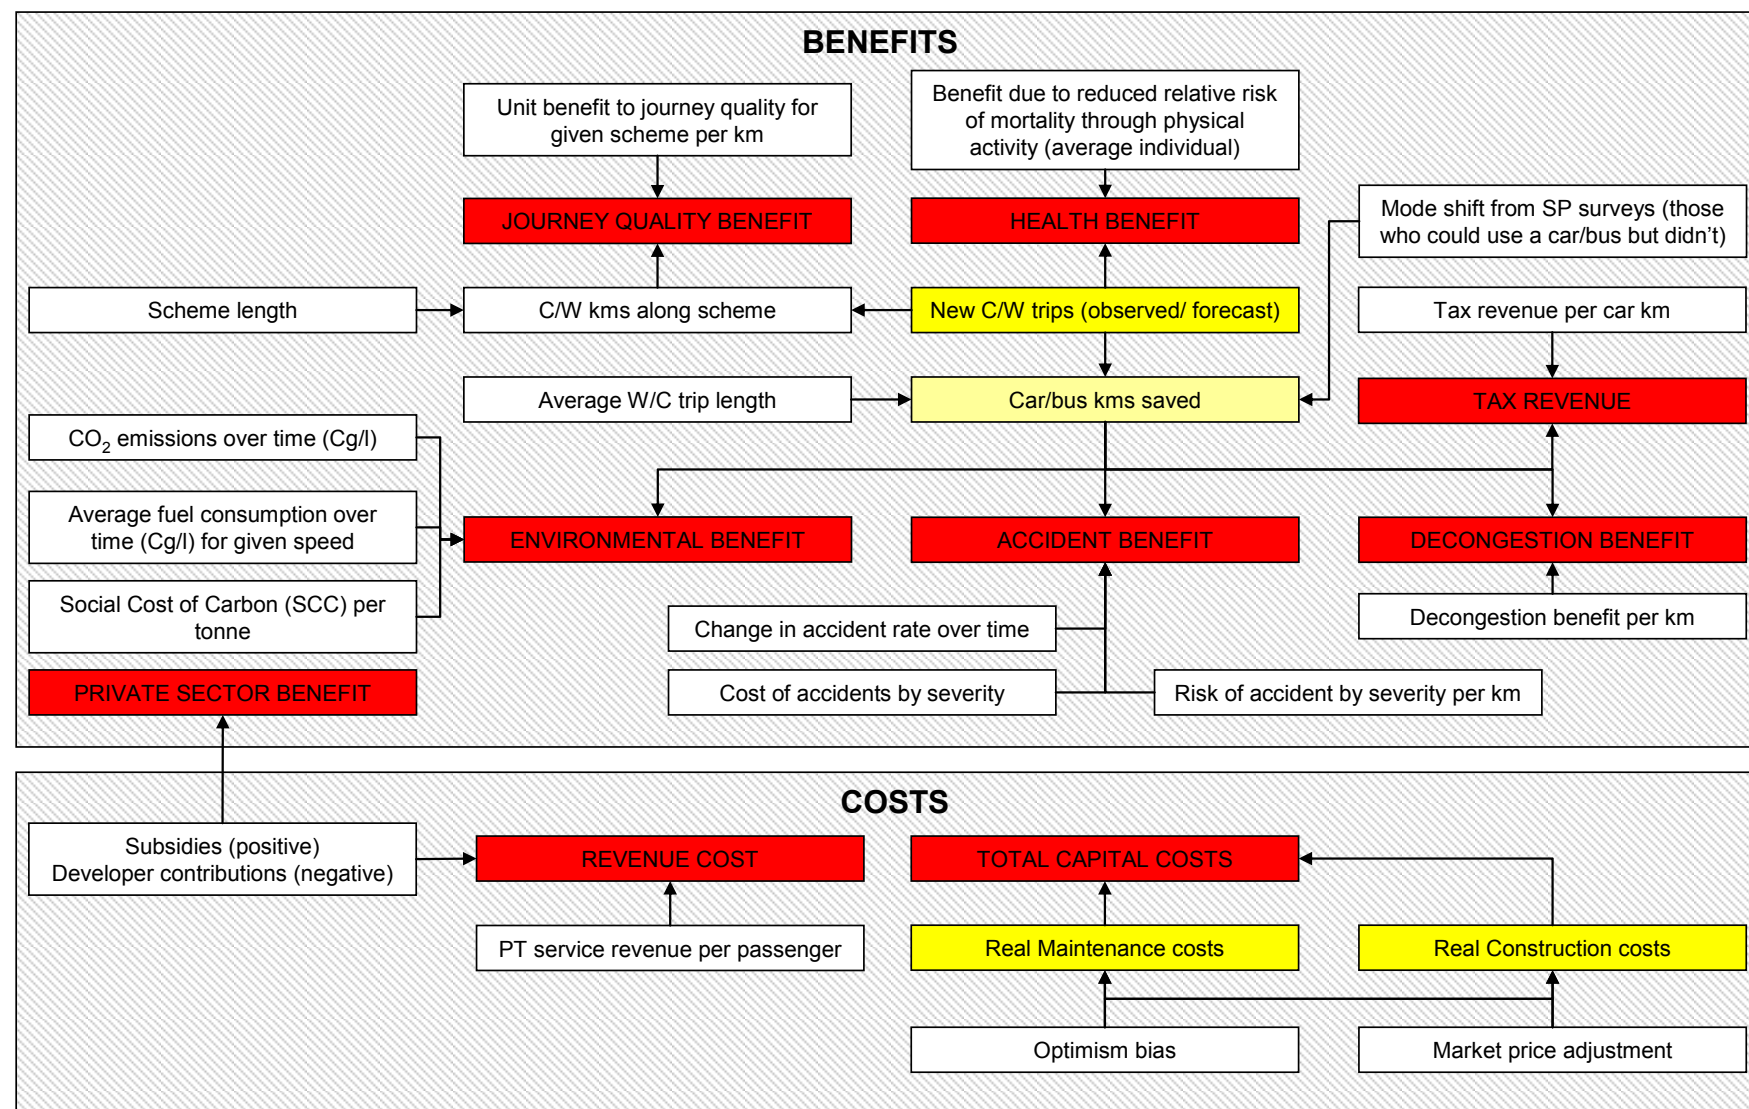 BENEFITS
Unit benefit to journey quality for
given scheme per km
Benefit due to reduced relative risk
of mortality through physical
activity (average individual)
JOURNEY QUALITY BENEFIT
HEALTH BENEFIT
Mode shift from SP surveys (those
who could use a car/bus but didn't)
Scheme length
C/W kms along scheme
New C/W trips (observed/ forecast)
Tax revenue per car km
Average W/C trip length
Car/bus kms saved
TAX REVENUE
CO2 emissions over time (Cg/l)
Average fuel consumption over
time (Cg/l) for given speed
ENVIRONMENTAL BENEFIT
ACCIDENT BENEFIT
DECONGESTION BENEFIT
Social Cost of Carbon (SCC) per
tonne
Change in accident rate over time
Decongestion benefit per km
PRIVATE SECTOR BENEFIT
Cost of accidents by severity
Risk of accident by severity per km
COSTS
Subsidies (positive)
Developer contributions (negative)
REVENUE COST
TOTAL CAPITAL COSTS
PT service revenue per passenger
Real Maintenance costs
Real Construction costs
Optimism bias
Market price adjustment